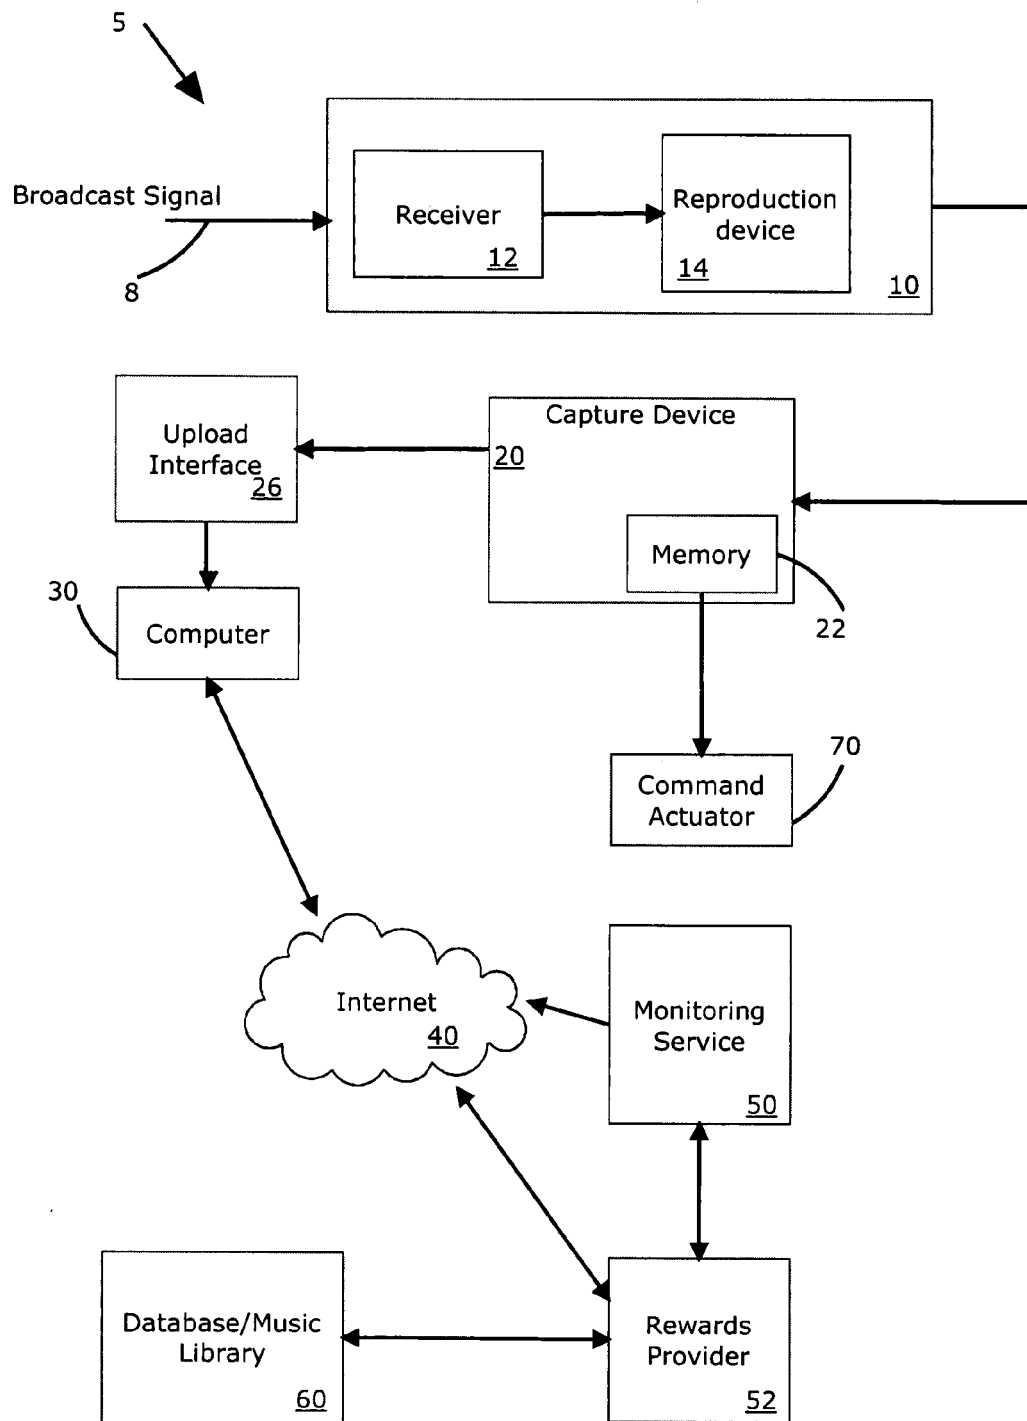 5
Broadcast Signal
8
Receiver
12
Reproduction
device
14
10
Upload
Interface
26
Capture Device
20
Memory
22
30
Computer
70
Command
Actuator
Internet
40
Monitoring
Service
50
Database/Music
Library
60
Rewards
Provider
52